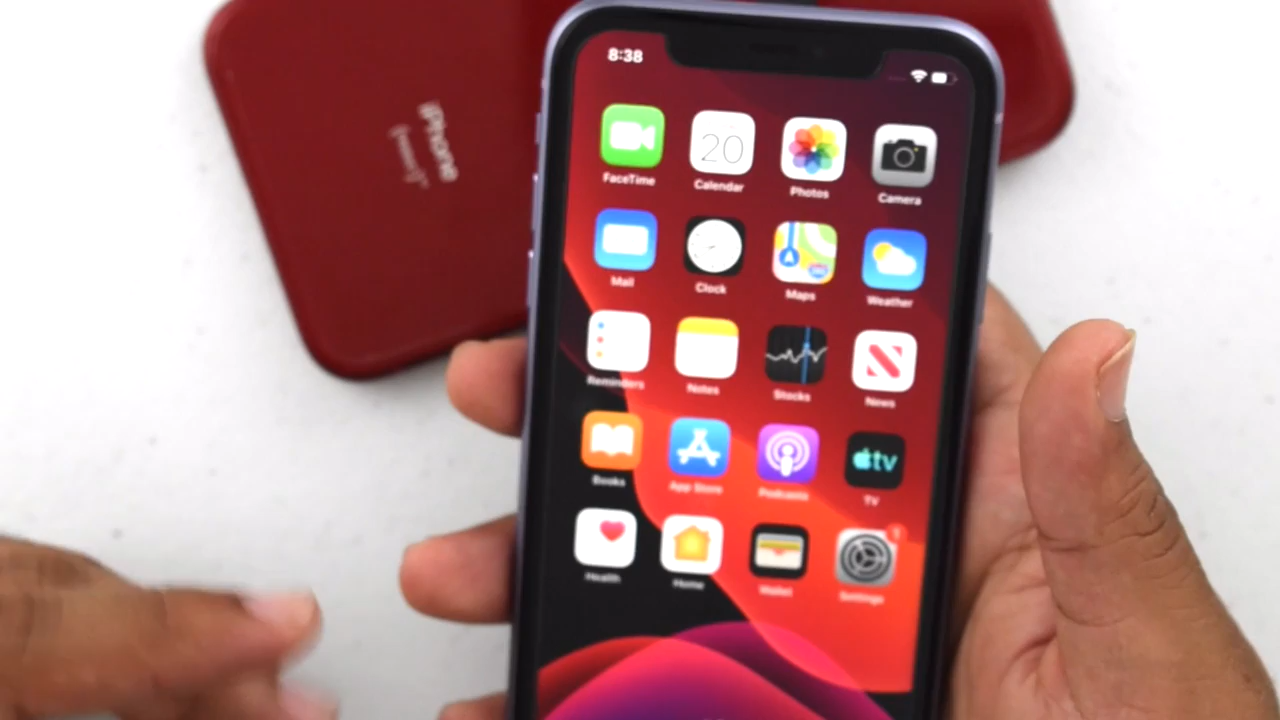 8:38
iPhone
FaceTime
20
Calendar
Photos
Camera
Mail
Clock
Maps
Weather
Reminders
Notes
Stocks
News
Books
App Store
Podcasts
tv
TV
Health
Home
Wallet
1
Settings